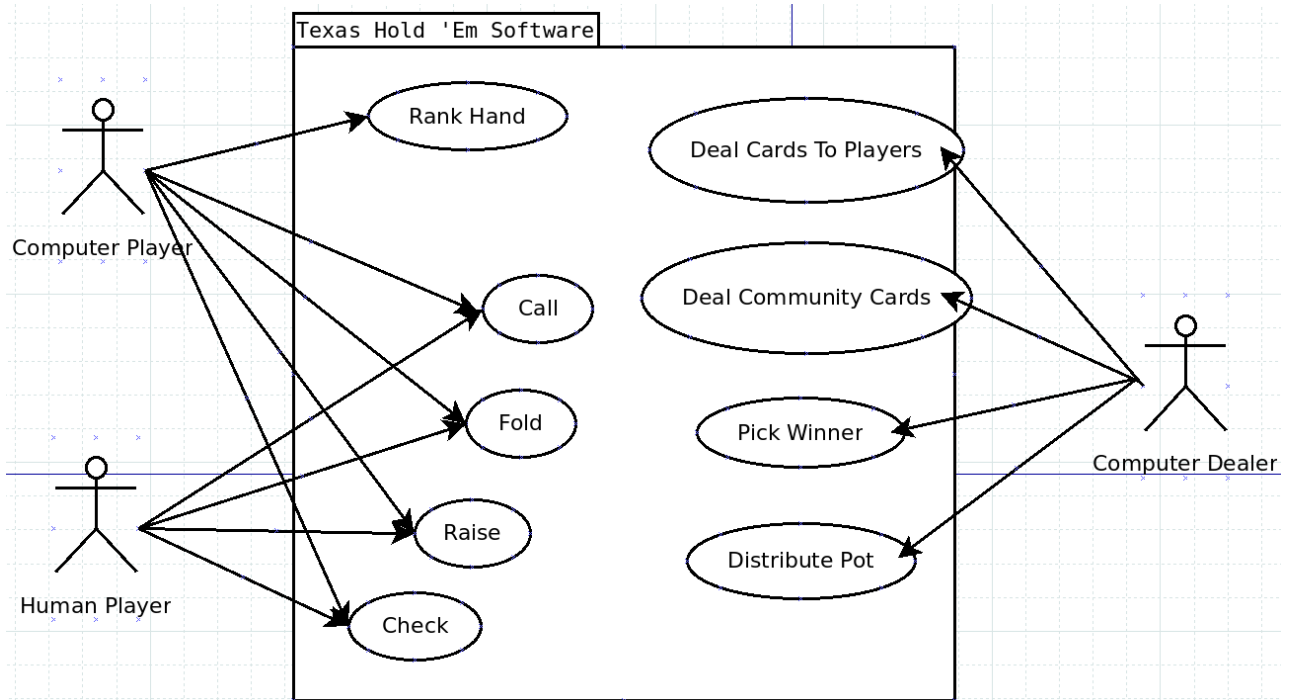 Texas Hold 'Em Software
Rank Hand
Deal Cards To Players
Computer Player
Call
Deal Community Cards
Fold
Pick Winner
Computer Dealer
Raise
Distribute Pot
Human Player
Check